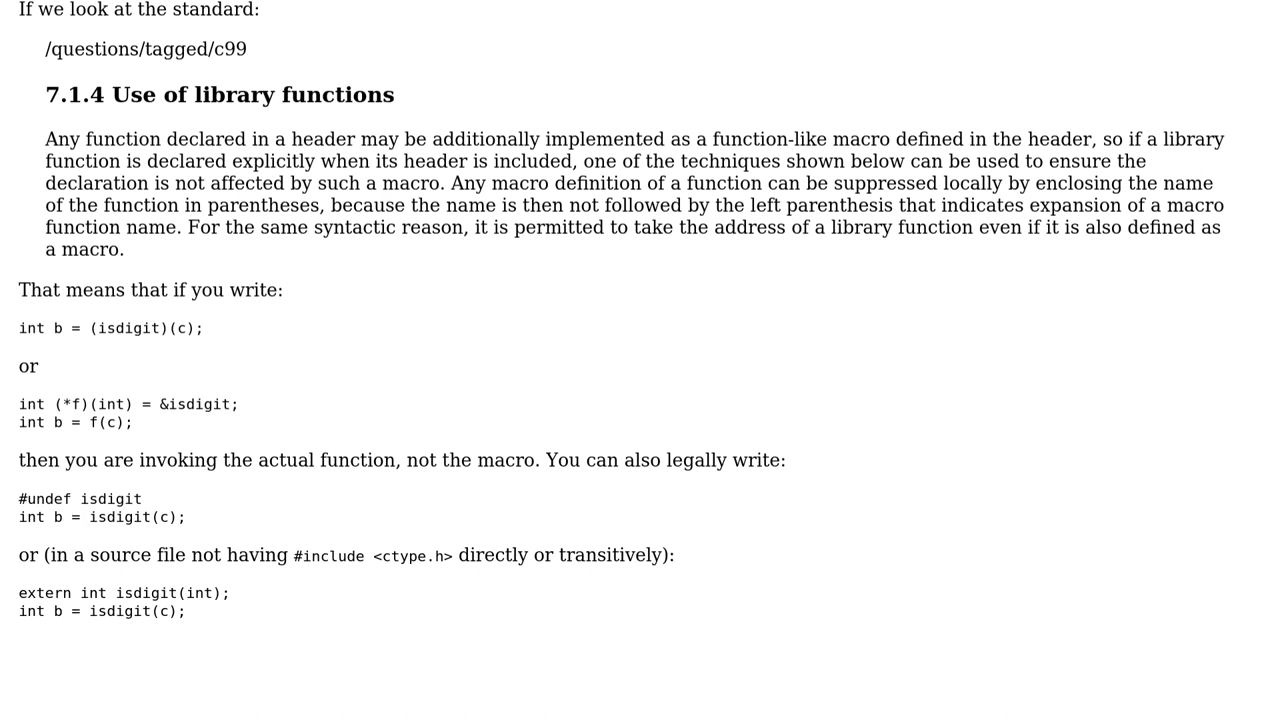 If we look at the standard:
/questions/tagged/c99
7.1.4 Use of library functions
Any function declared in a header may be additionally implemented as a function-like macro defined in the header, so if a library
function is declared explicitly when its header is included, one of the techniques shown below can be used to ensure the
declaration is not affected by such a macro. Any macro definition of a function can be suppressed locally by enclosing the name
of the function in parentheses, because the name is then not followed by the left parenthesis that indicates expansion of a macro
function name. For the same syntactic reason, it is permitted to take the address of a library function even if it is also defined as
a macro.
That means that if you write:
int b = (isdigit)(c);
or
int (*f)(int) = &isdigit;
int b = f(c);
then you are invoking the actual function, not the macro. You can also legally write:
#undef isdigit
int b = isdigit(c);
or (in a source file not having #include <ctype.h> directly or transitively):
extern int isdigit(int);
int b = isdigit(c);